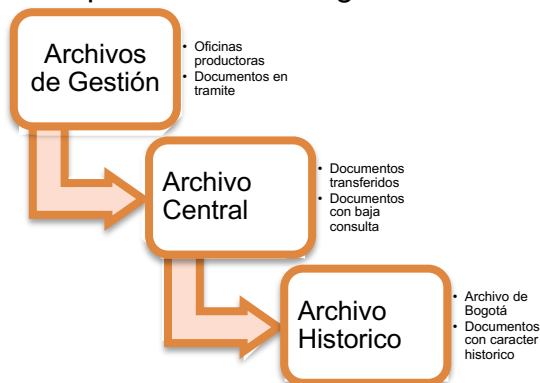 Archivos
de Gestión
• Oficinas
productoras
• Documentos en
tramite
Archivo
Central
• Documentos
transferidos
• Documentos
con baja
consulta
Archivo
Historico
• Archivo de
Bogotá
• Documentos
con caracter
historico